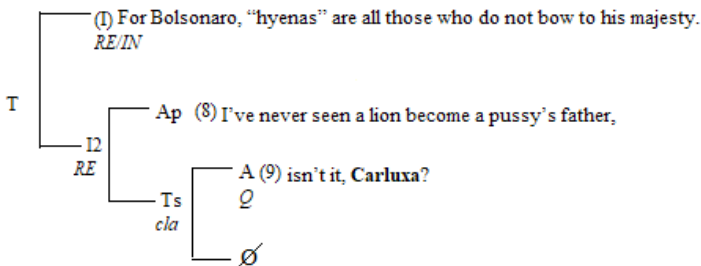 (I) For Bolsonaro, “hyenas” are all those who do not bow to his majesty.
RE/IN
T
Ap (8) I’ve never seen a lion become a pussy’s father,
I2
RE
A (9) isn’t it, Carluxa?
Ts Q
cla
Ø